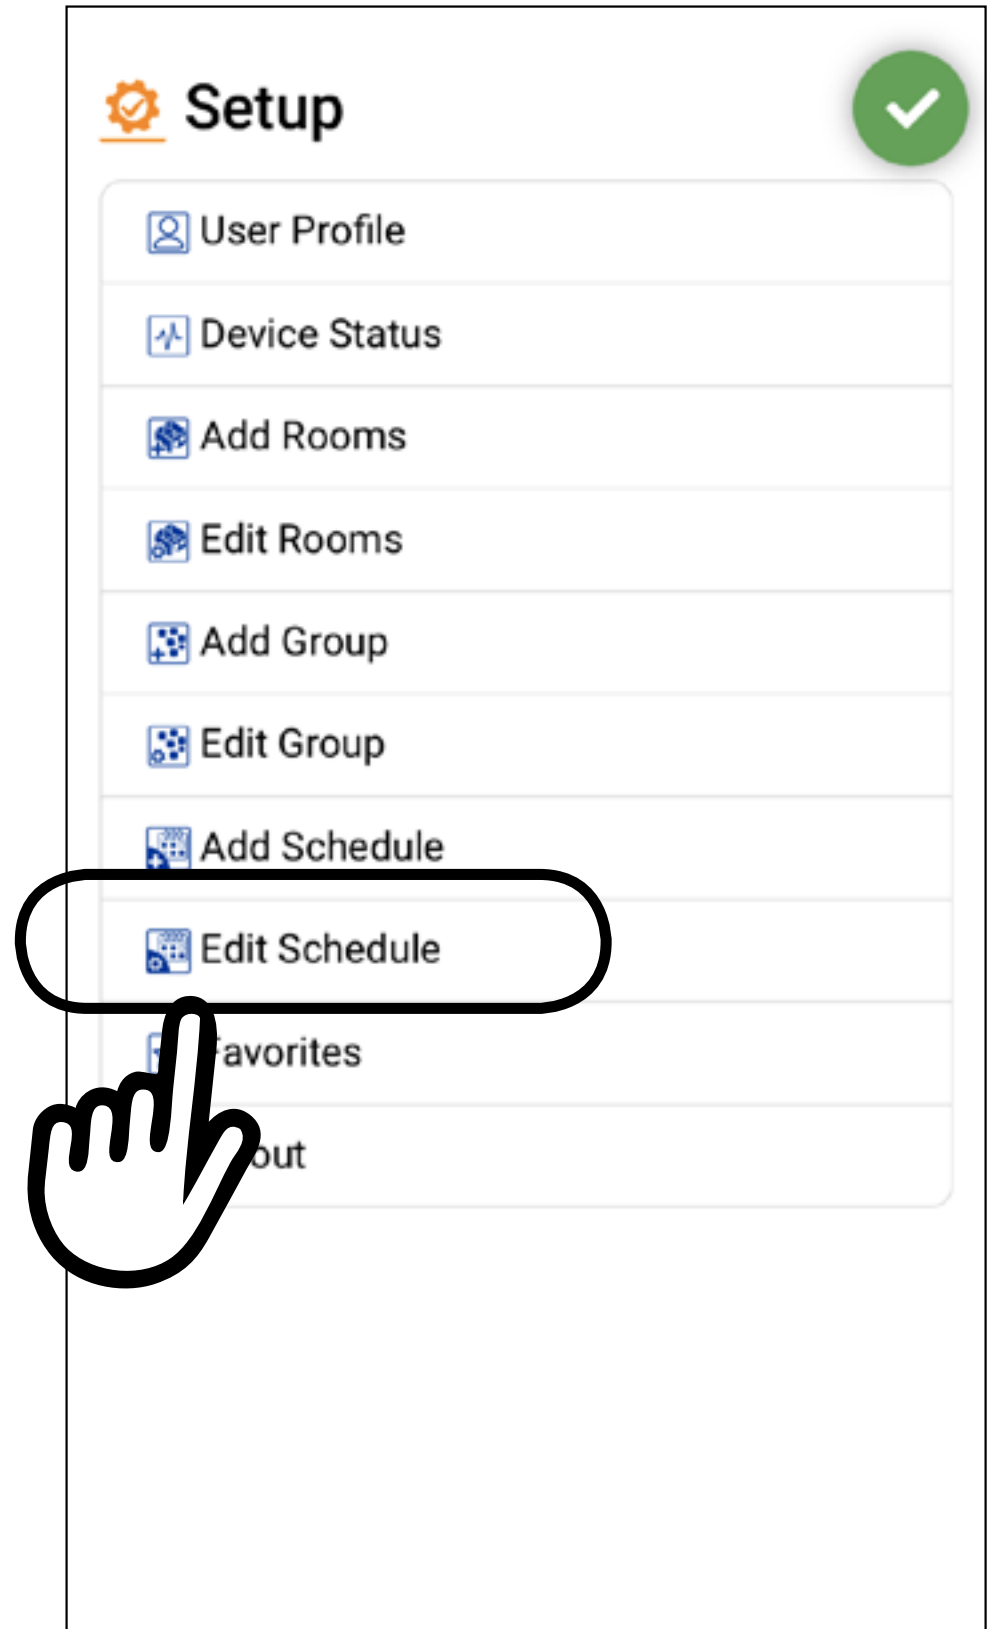 Setup
User Profile
Device Status
Add Rooms
Edit Rooms
Add Group
Edit Group
Add Schedule
Edit Schedule
avorites
out